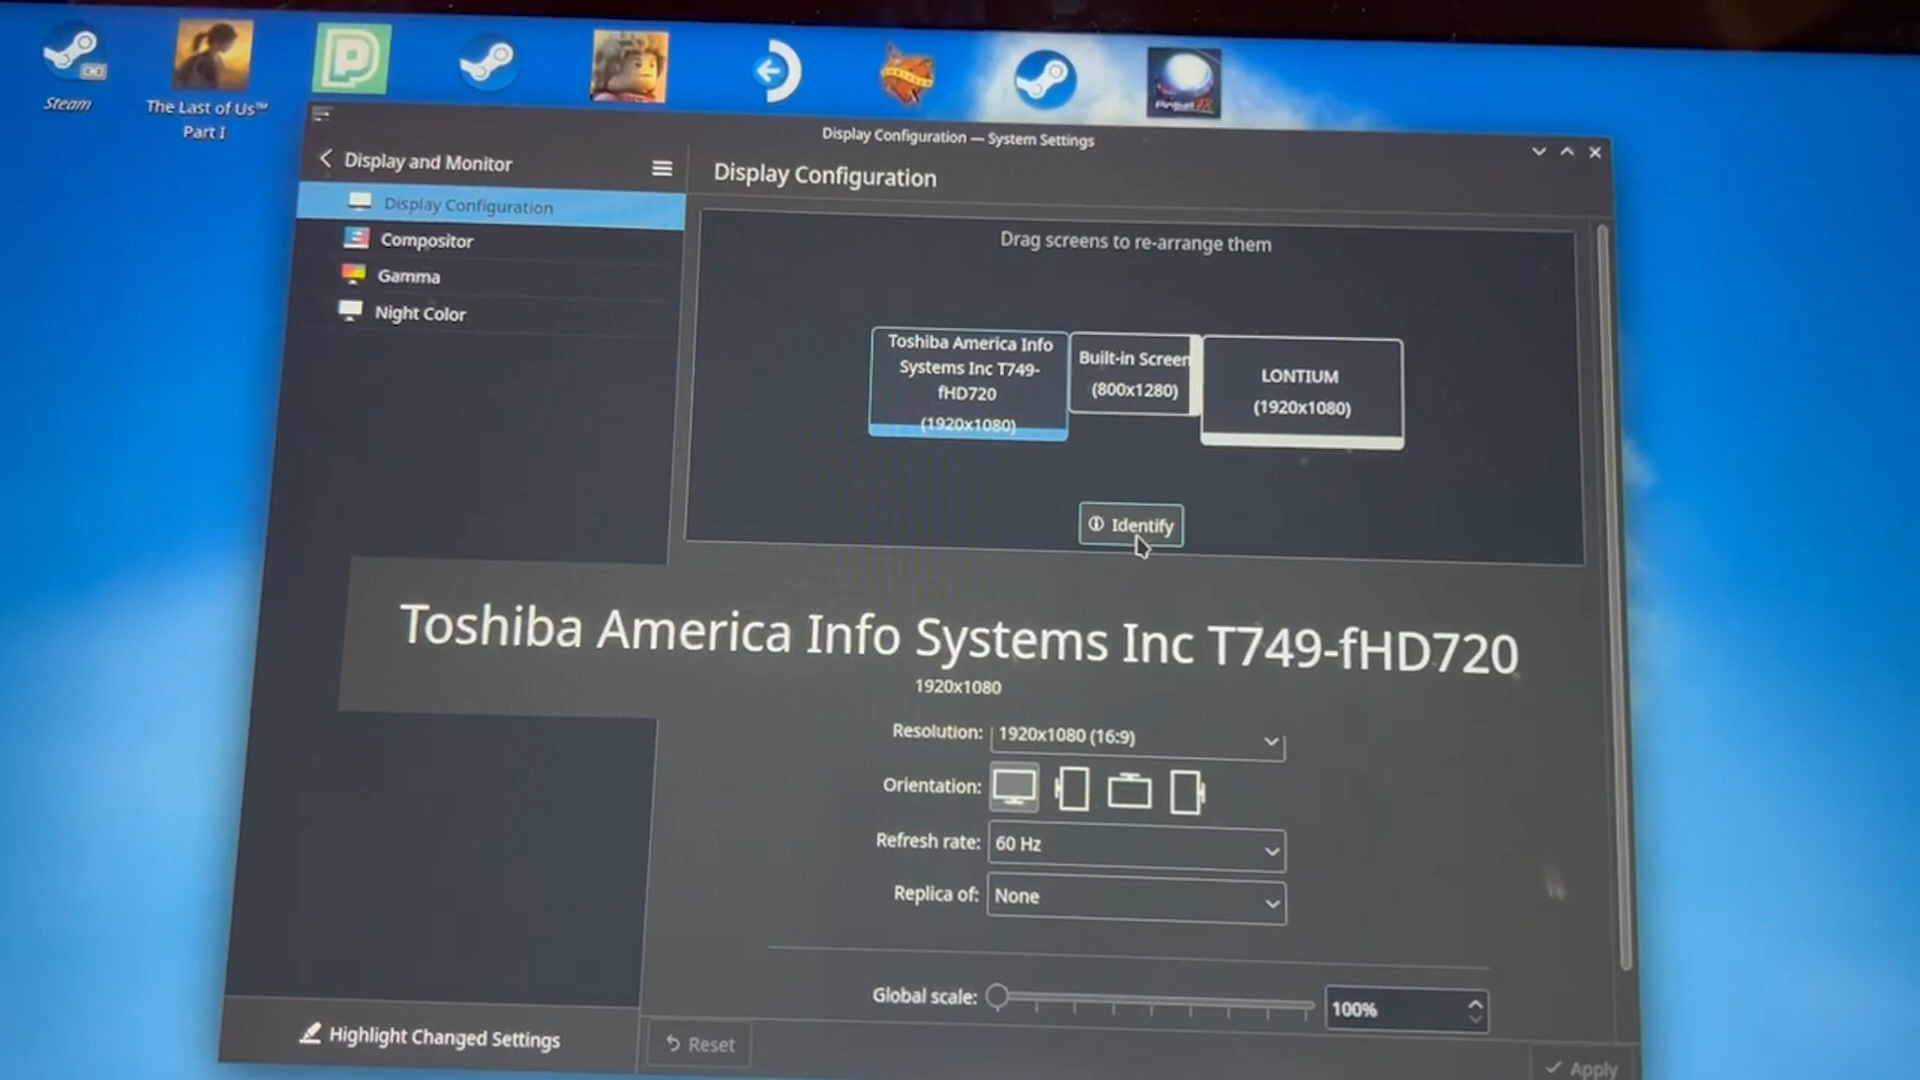 Steam
The Last of Us™
Part I
Pinball FX
Display Configuration — System Settings
Display and Monitor
Display Configuration
Display Configuration
Compositor
Gamma
Night Color
Drag screens to re-arrange them
Toshiba America Info
Systems Inc T749-
fHD720
(1920x1080)
Built-in Screen
(800x1280)
LONTIUM
(1920x1080)
Identify
Toshiba America Info Systems Inc T749-fHD720
1920x1080
Resolution: 1920x1080 (16:9)
Orientation:
Refresh rate: 60 Hz
Replica of: None
Global scale: 100%
Highlight Changed Settings
Reset
Apply